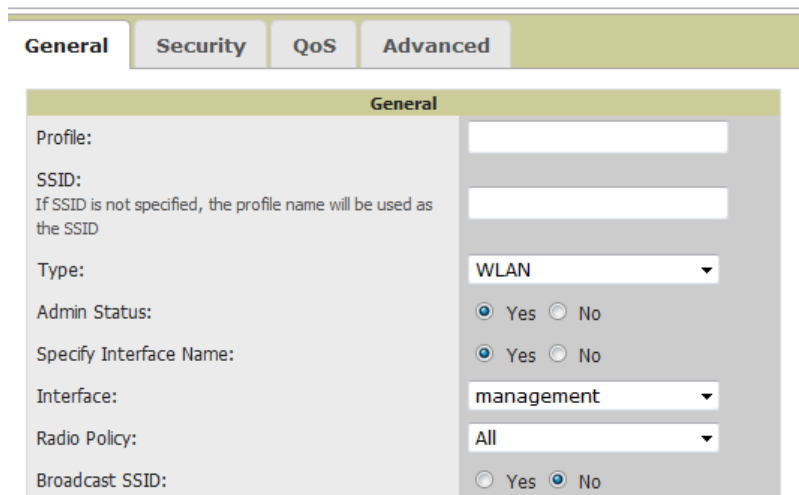 General Security QoS Advanced
General
Profile:
SSID:
If SSID is not specified, the profile name will be used as
the SSID
Type: WLAN
Admin Status: Yes No
Specify Interface Name: Yes No
Interface: management
Radio Policy: All
Broadcast SSID: Yes No